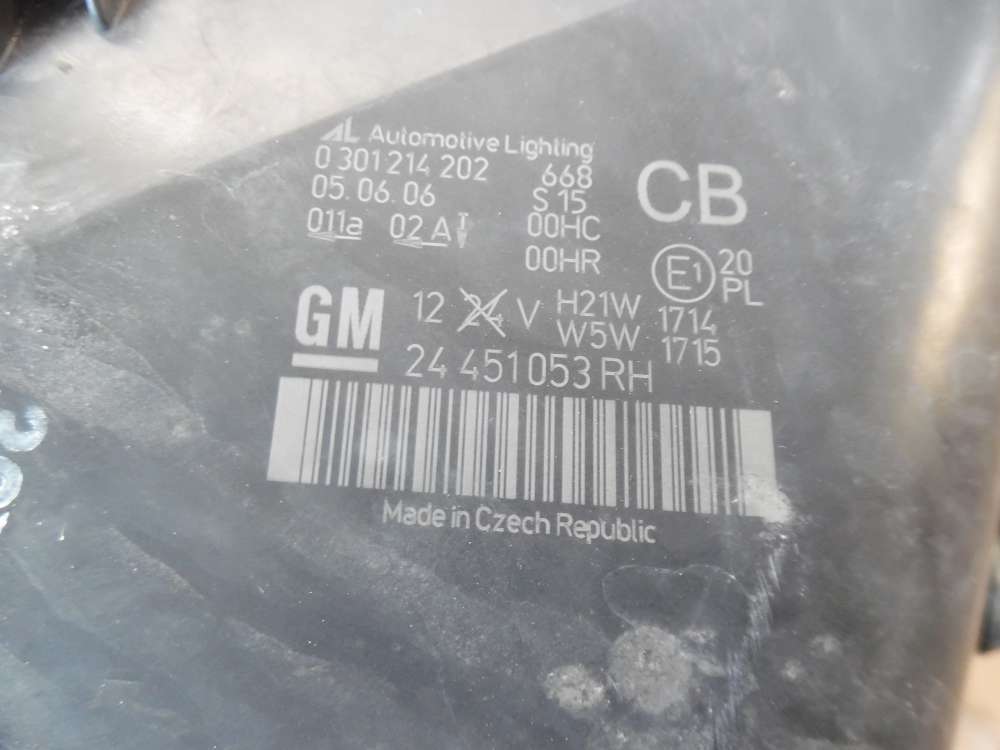 AL Automotive Lighting
0 301 214 202 668
05.06.06 S 15
011a 02 A 00HC
00HR
CB
E1 20
PL
GM 12 24 V H21W 1714
W5W 1715
24 451 053 RH
Made in Czech Republic